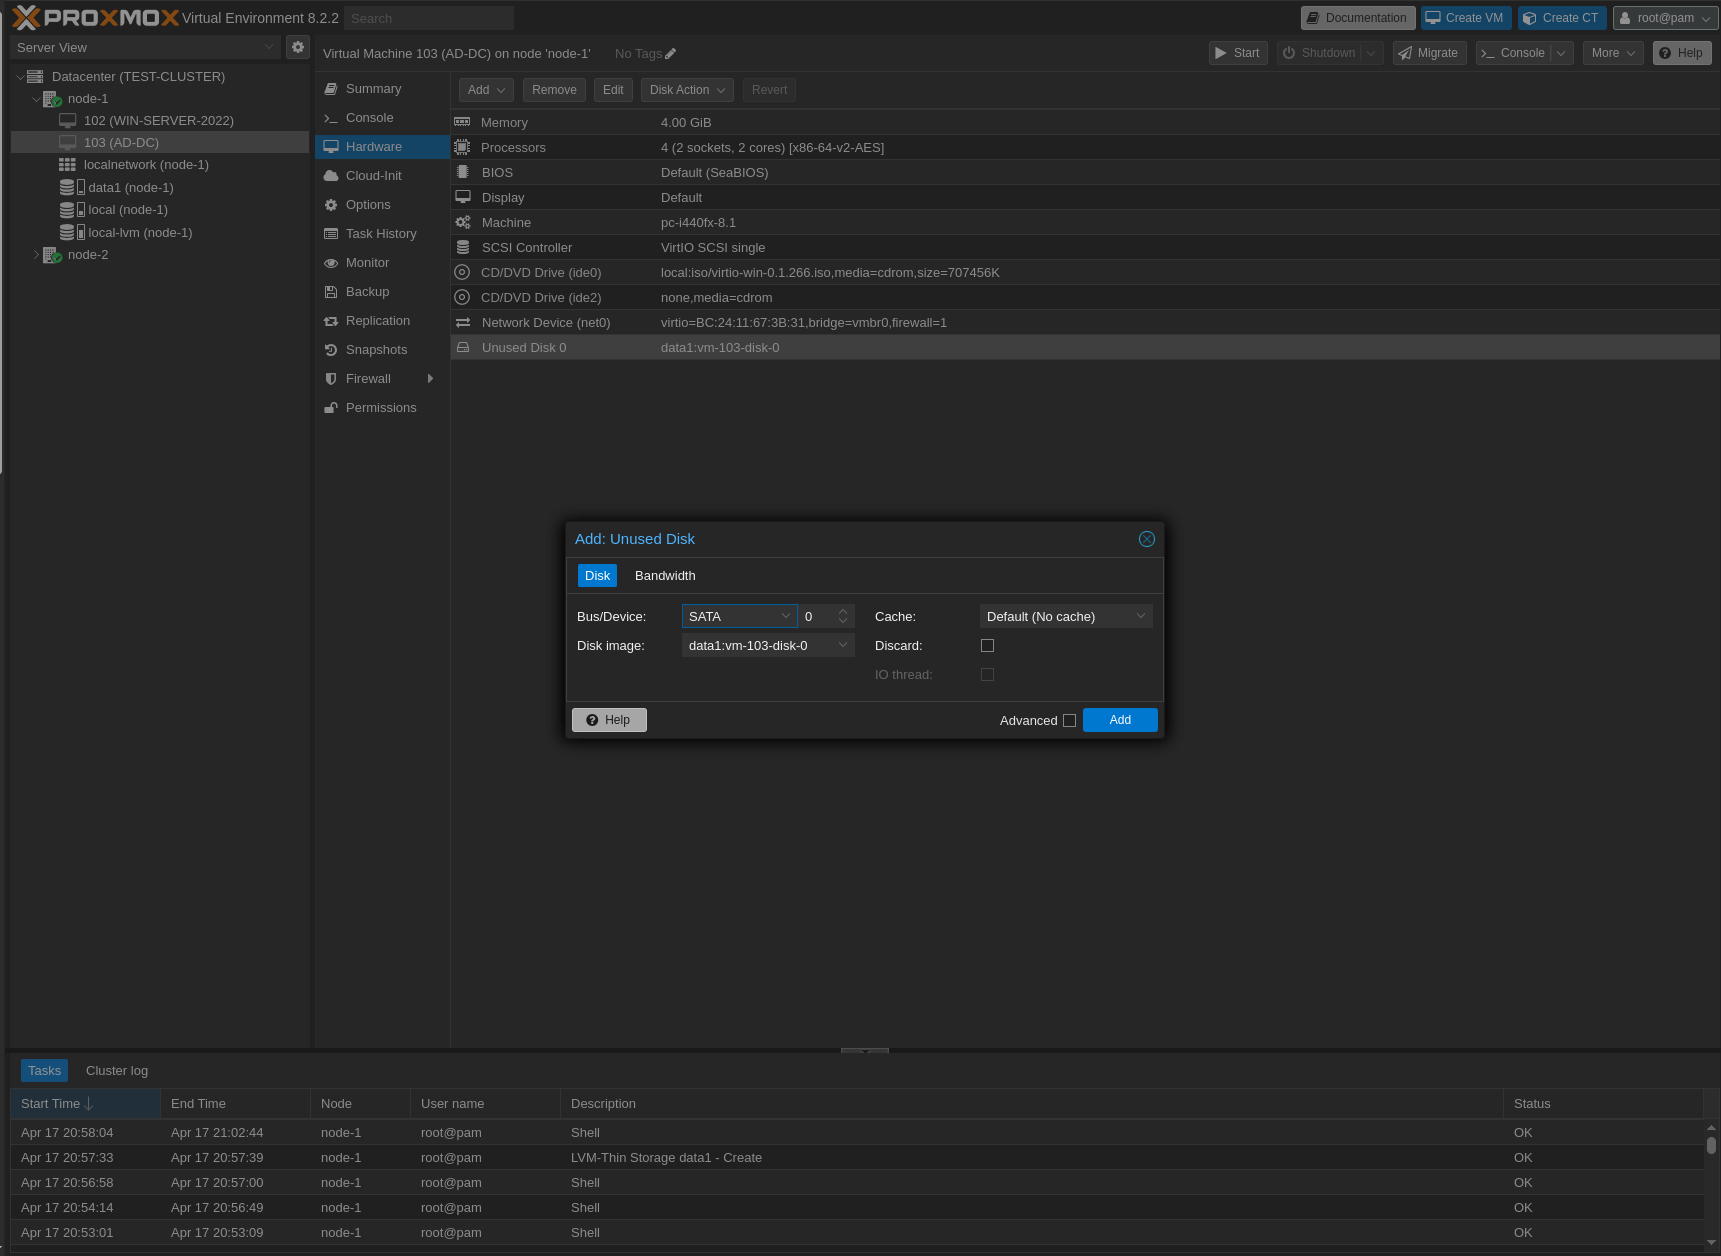 PROXMOX Virtual Environment 8.2.2 Search Documentation Create VM Create CT root@pam
Server View
Virtual Machine 103 (AD-DC) on node 'node-1' No Tags Start Shutdown Migrate Console More Help
Datacenter (TEST-CLUSTER)
node-1
102 (WIN-SERVER-2022)
103 (AD-DC)
localnetwork (node-1)
data1 (node-1)
local (node-1)
local-lvm (node-1)
node-2
Summary
Console
Hardware
Cloud-Init
Options
Task History
Monitor
Backup
Replication
Snapshots
Firewall
Permissions
Add Remove Edit Disk Action Revert
Memory 4.00 GiB
Processors 4 (2 sockets, 2 cores) [x86-64-v2-AES]
BIOS Default (SeaBIOS)
Display Default
Machine pc-i440fx-8.1
SCSI Controller VirtIO SCSI single
CD/DVD Drive (ide0) local:iso/virtio-win-0.1.266.iso,media=cdrom,size=707456K
CD/DVD Drive (ide2) none,media=cdrom
Network Device (net0) virtio=BC:24:11:67:3B:31,bridge=vmbr0,firewall=1
Unused Disk 0 data1:vm-103-disk-0
Add: Unused Disk
Disk Bandwidth
Bus/Device: SATA 0 Cache: Default (No cache)
Disk image: data1:vm-103-disk-0 Discard:
IO thread:
Help Advanced Add
Tasks Cluster log
Start Time End Time Node User name Description Status
Apr 17 20:58:04 Apr 17 21:02:44 node-1 root@pam Shell OK
Apr 17 20:57:33 Apr 17 20:57:39 node-1 root@pam LVM-Thin Storage data1 - Create OK
Apr 17 20:56:58 Apr 17 20:57:00 node-1 root@pam Shell OK
Apr 17 20:54:14 Apr 17 20:56:49 node-1 root@pam Shell OK
Apr 17 20:53:01 Apr 17 20:53:09 node-1 root@pam Shell OK